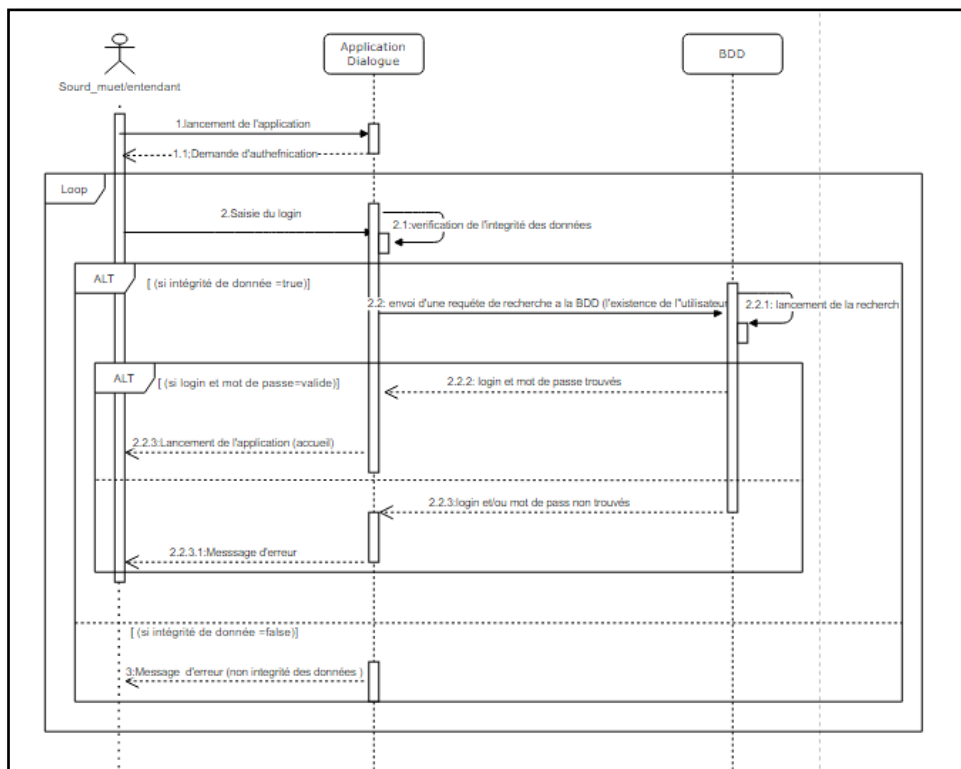 Application
Dialogue
BDD
Sourd_muet/entendant
1.lancement de l'application
1.1;Demande d'authefnication
Loop
2.Saisie du login
2.1:verification de l'integrité des données
ALT
[ (si intégrité de donnée =true)]
2.2: envoi d'une requéte de recherche a la BDD (l'existence de l"utilisateur
2.2.1: lancement de la recherch
ALT
[ (si login et mot de passe=valide)]
2.2.2: login et mot de passe trouvés
2.2.3:Lancement de l'application (accueil)
2.2.3:login et/ou mot de pass non trouvés
2.2.3.1:Messsage d'erreur
[ (si intégrité de donnée =false)]
3:Message d'erreur (non integrité des données )